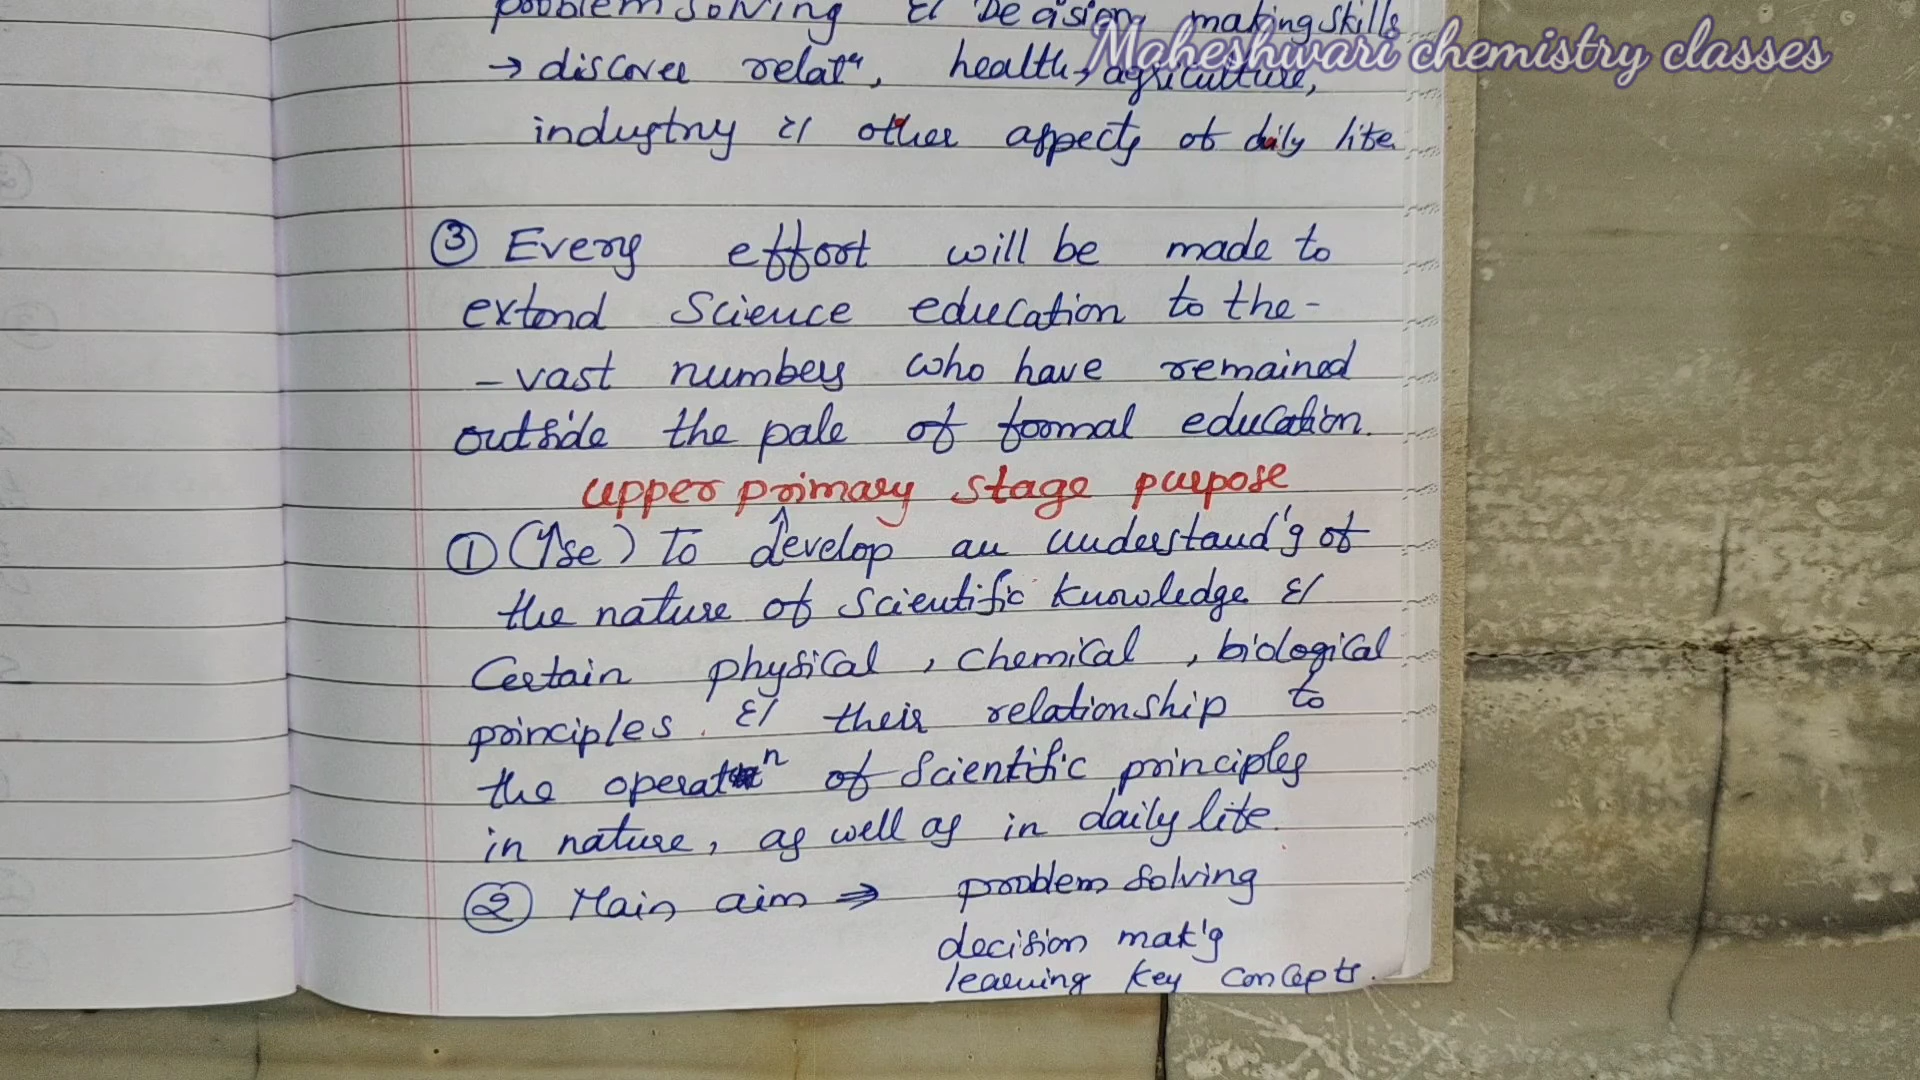 problem solving & Decision making skills
Maheshwari chemistry classes
→ discover relatⁿ, health, agriculture,
industry & other aspects of daily life.
③ Every effort will be made to
extend Science education to the-
- vast numbers who have remained
outside the pale of formal education.
upper primary stage purpose
① (↑se) To develop an understand'g of
the nature of scientific knowledge &
Certain physical, chemical, biological
principles. & their relationship to
the operatⁿ of scientific principles
in nature, as well as in daily life.
② Main aim ⇒ problem solving
decision mak'g
learning key concepts.